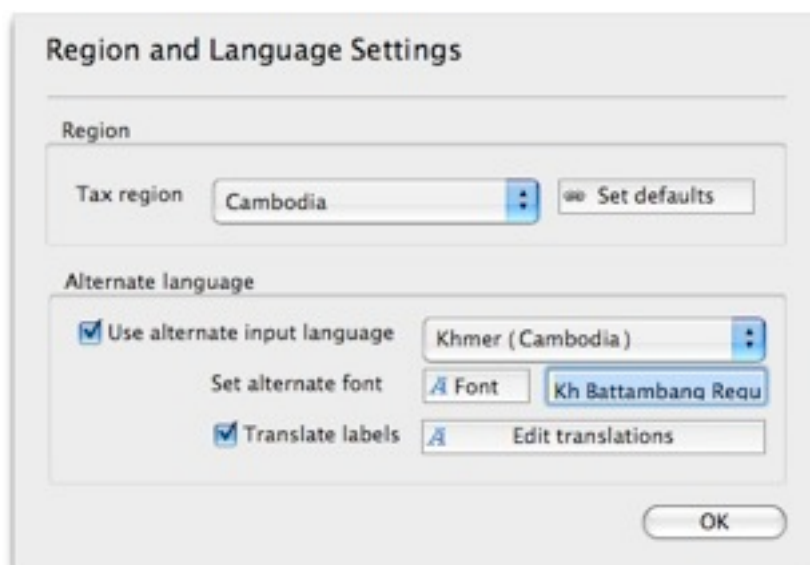 Region and Language Settings
Region
Tax region Cambodia Set defaults
Alternate language
Use alternate input language Khmer (Cambodia)
Set alternate font Font Kh Battambang Regu
Translate labels Edit translations
OK